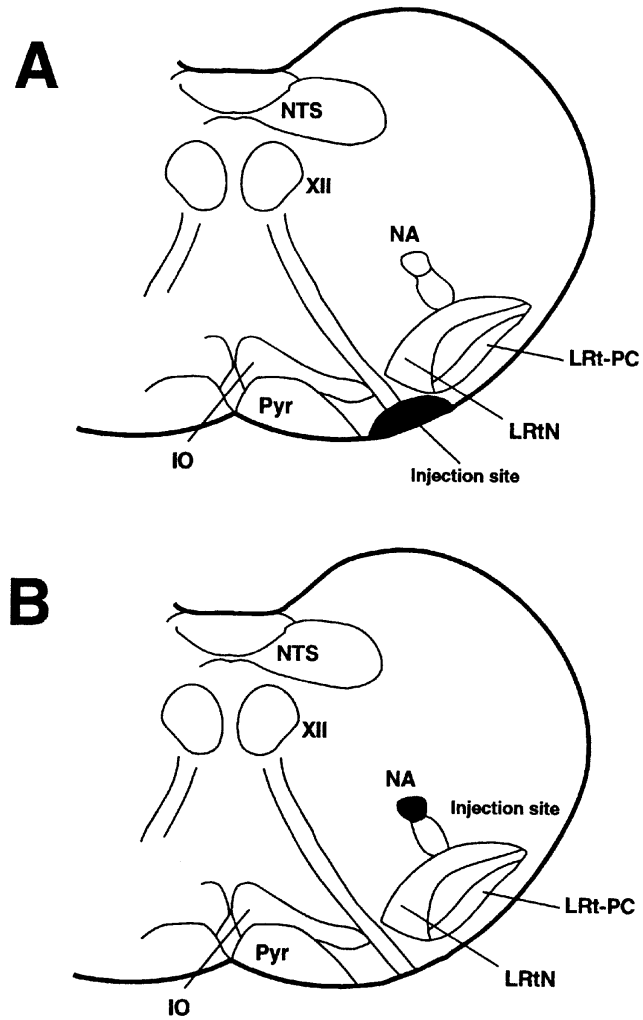 A
NTS
XII
NA
LRt-PC
LRtN
Pyr
IO
Injection site
B
NTS
XII
NA
Injection site
LRt-PC
LRtN
Pyr
IO